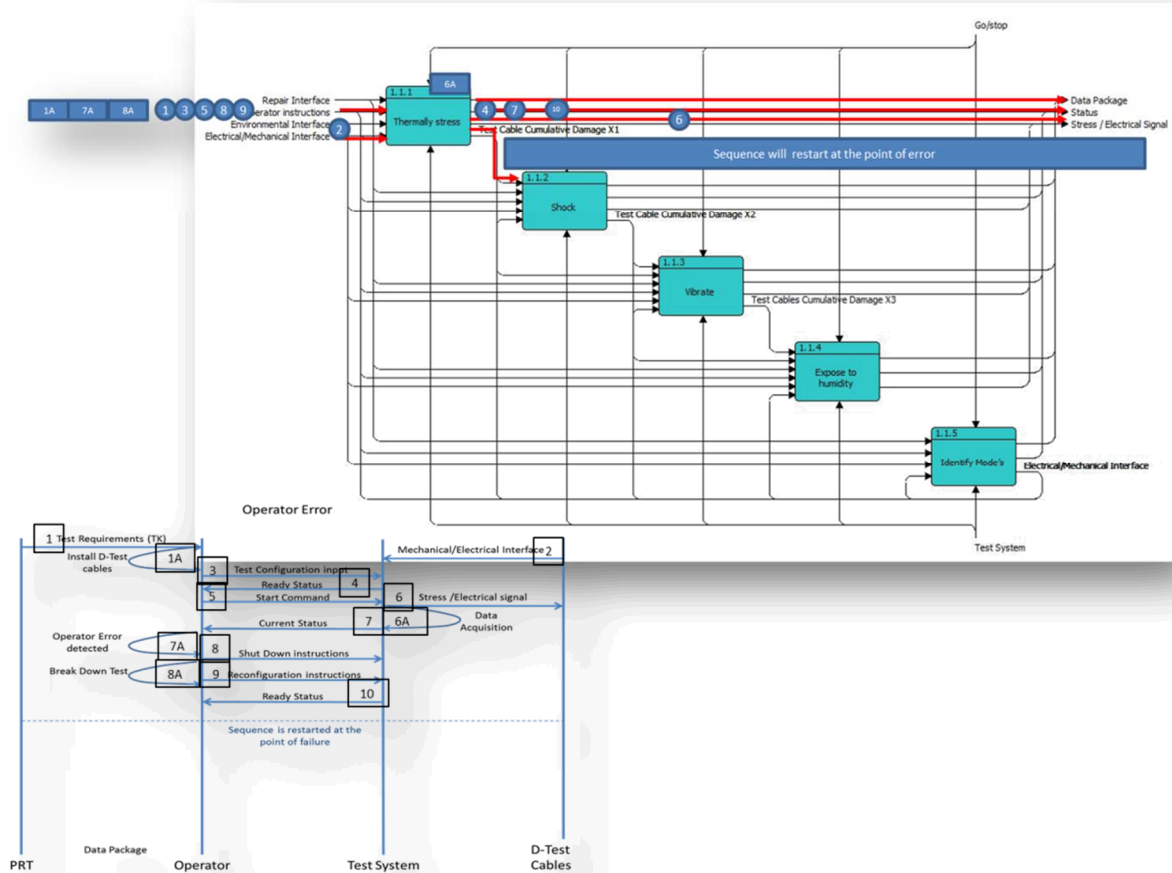 Go/stop
6A
1.1.1
1A 7A 8A 1 3 5 8 9
Repair Interface
erator instructions
Environmental Interface
2
Electrical/Mechanical Interface
Thermally stress
4 7 10
6
Data Package
Status
Stress / Electrical Signal
Test Cable Cumulative Damage X1
Sequence will restart at the point of error
1.1.2
Shock
Test Cable Cumulative Damage X2
1.1.3
Vibrate
Test Cables Cumulative Damage X3
1.1.4
Expose to
humidity
1.1.5
Identify Mode's
Electrical/Mechanical Interface
Operator Error
Test System
1 Test Requirements (TK)
Mechanical/Electrical Interface 2
Install D-Test
cables
1A
3 Test Configuration input
Ready Status 4
5 Start Command
6 Stress /Electrical signal
Current Status 7
6A Data
Acquisition
Operator Error
detected
7A
8 Shut Down instructions
Break Down Test 8A
9 Reconfiguration instructions
Ready Status 10
Sequence is restarted at the
point of failure
Data Package
PRT
Operator
Test System
D-Test
Cables